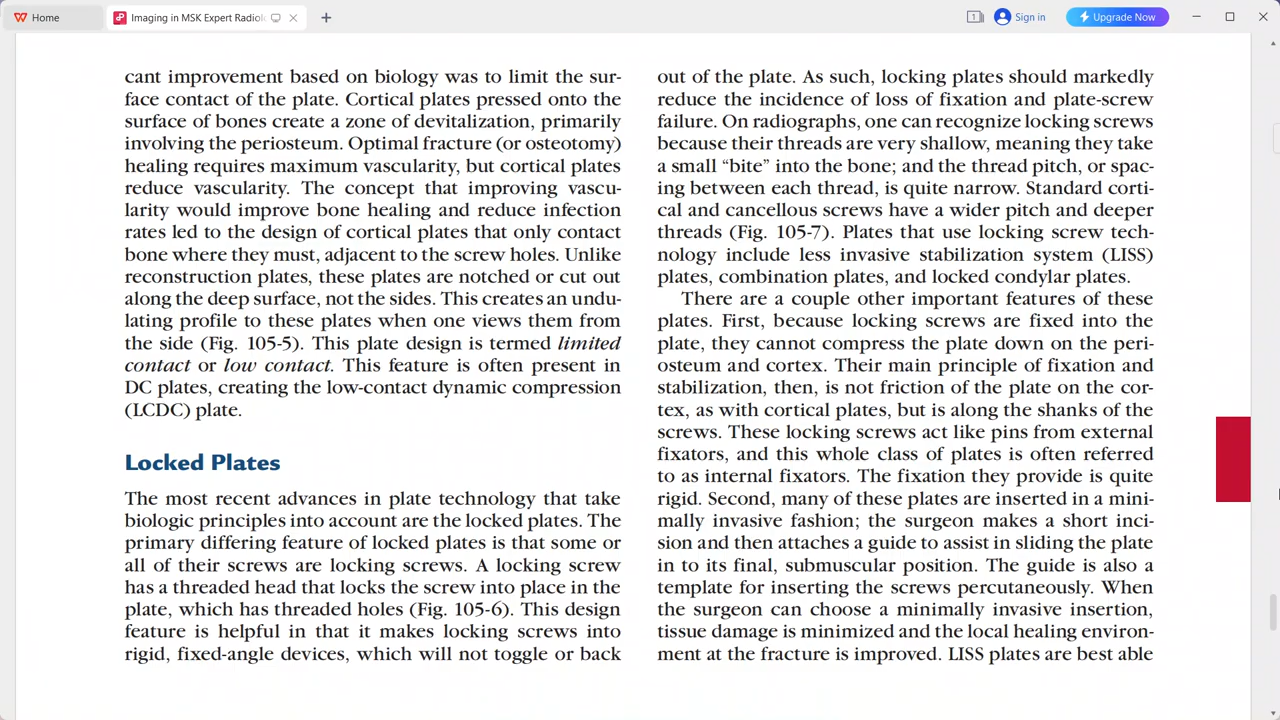 Home
Imaging in MSK Expert Radiol
Sign in
Upgrade Now
cant improvement based on biology was to limit the sur-
face contact of the plate. Cortical plates pressed onto the
surface of bones create a zone of devitalization, primarily
involving the periosteum. Optimal fracture (or osteotomy)
healing requires maximum vascularity, but cortical plates
reduce vascularity. The concept that improving vascu-
larity would improve bone healing and reduce infection
rates led to the design of cortical plates that only contact
bone where they must, adjacent to the screw holes. Unlike
reconstruction plates, these plates are notched or cut out
along the deep surface, not the sides. This creates an undu-
lating profile to these plates when one views them from
the side (Fig. 105-5). This plate design is termed limited
contact or low contact. This feature is often present in
DC plates, creating the low-contact dynamic compression
(LCDC) plate.
Locked Plates
The most recent advances in plate technology that take
biologic principles into account are the locked plates. The
primary differing feature of locked plates is that some or
all of their screws are locking screws. A locking screw
has a threaded head that locks the screw into place in the
plate, which has threaded holes (Fig. 105-6). This design
feature is helpful in that it makes locking screws into
rigid, fixed-angle devices, which will not toggle or back
out of the plate. As such, locking plates should markedly
reduce the incidence of loss of fixation and plate-screw
failure. On radiographs, one can recognize locking screws
because their threads are very shallow, meaning they take
a small “bite” into the bone; and the thread pitch, or spac-
ing between each thread, is quite narrow. Standard corti-
cal and cancellous screws have a wider pitch and deeper
threads (Fig. 105-7). Plates that use locking screw tech-
nology include less invasive stabilization system (LISS)
plates, combination plates, and locked condylar plates.
There are a couple other important features of these
plates. First, because locking screws are fixed into the
plate, they cannot compress the plate down on the peri-
osteum and cortex. Their main principle of fixation and
stabilization, then, is not friction of the plate on the cor-
tex, as with cortical plates, but is along the shanks of the
screws. These locking screws act like pins from external
fixators, and this whole class of plates is often referred
to as internal fixators. The fixation they provide is quite
rigid. Second, many of these plates are inserted in a mini-
mally invasive fashion; the surgeon makes a short inci-
sion and then attaches a guide to assist in sliding the plate
in to its final, submuscular position. The guide is also a
template for inserting the screws percutaneously. When
the surgeon can choose a minimally invasive insertion,
tissue damage is minimized and the local healing environ-
ment at the fracture is improved. LISS plates are best able